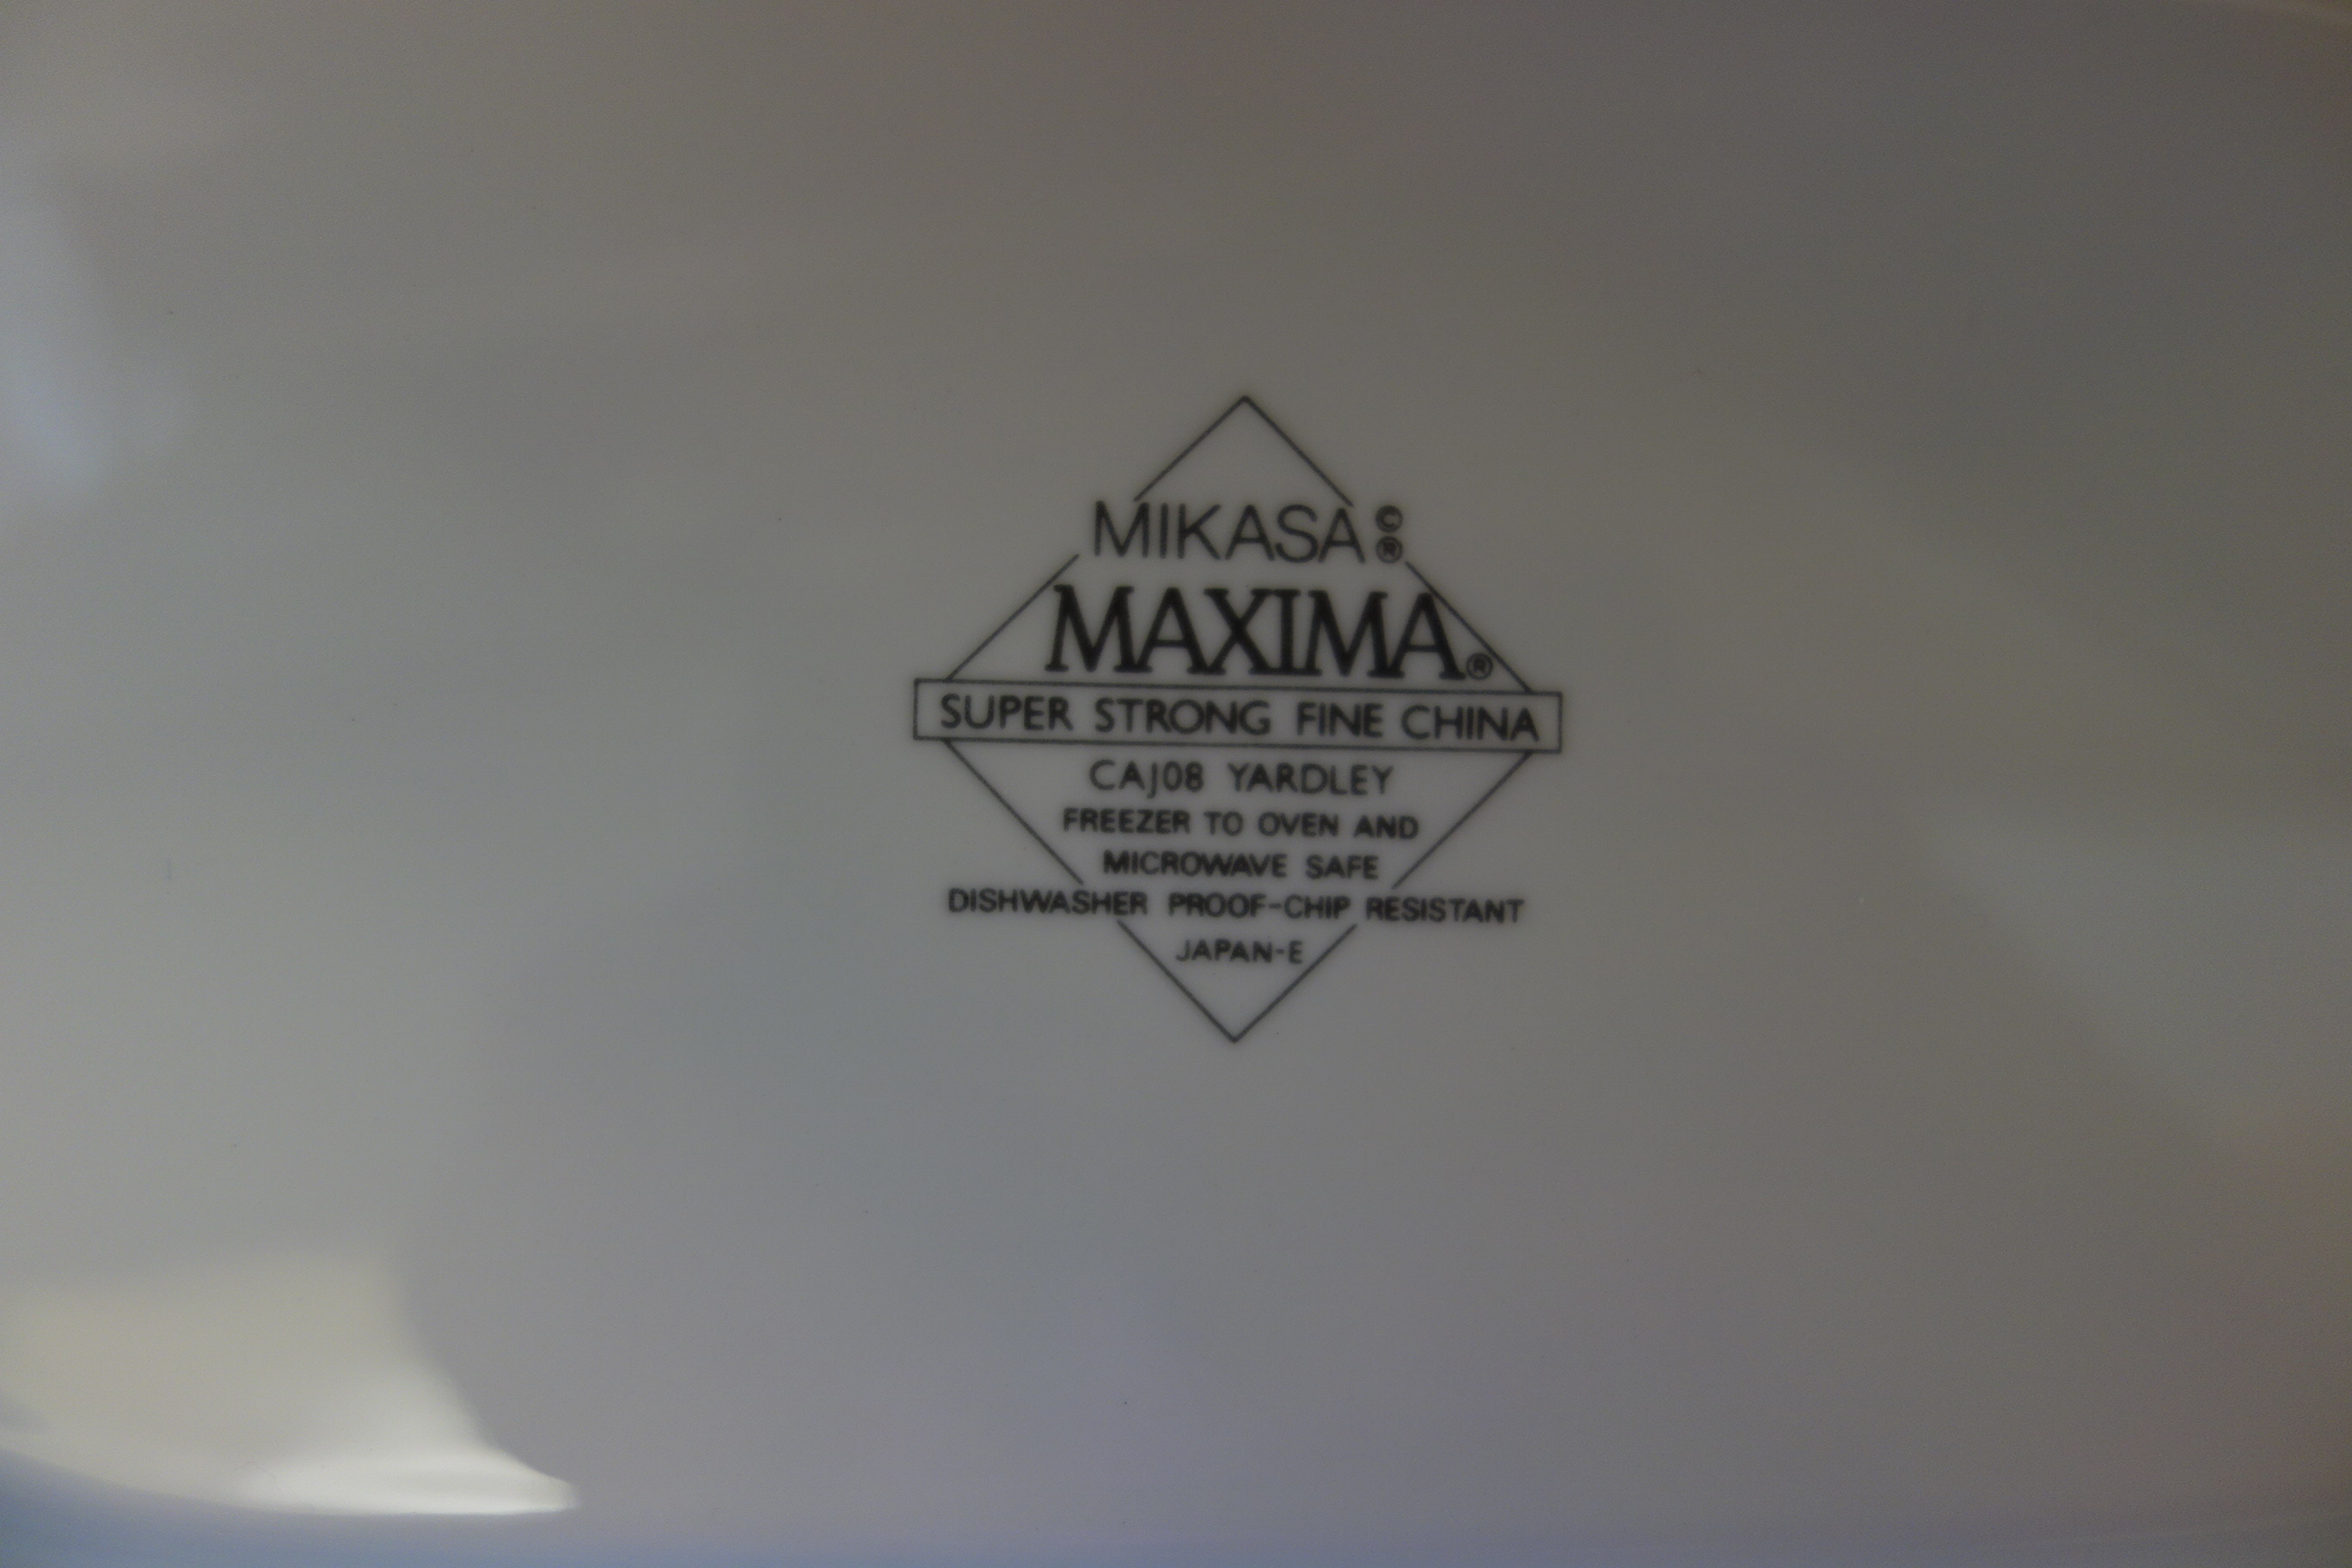 MIKASA ©
®
MAXIMA®
SUPER STRONG FINE CHINA
CAJ08 YARDLEY
FREEZER TO OVEN AND
MICROWAVE SAFE
DISHWASHER PROOF-CHIP RESISTANT
JAPAN-E